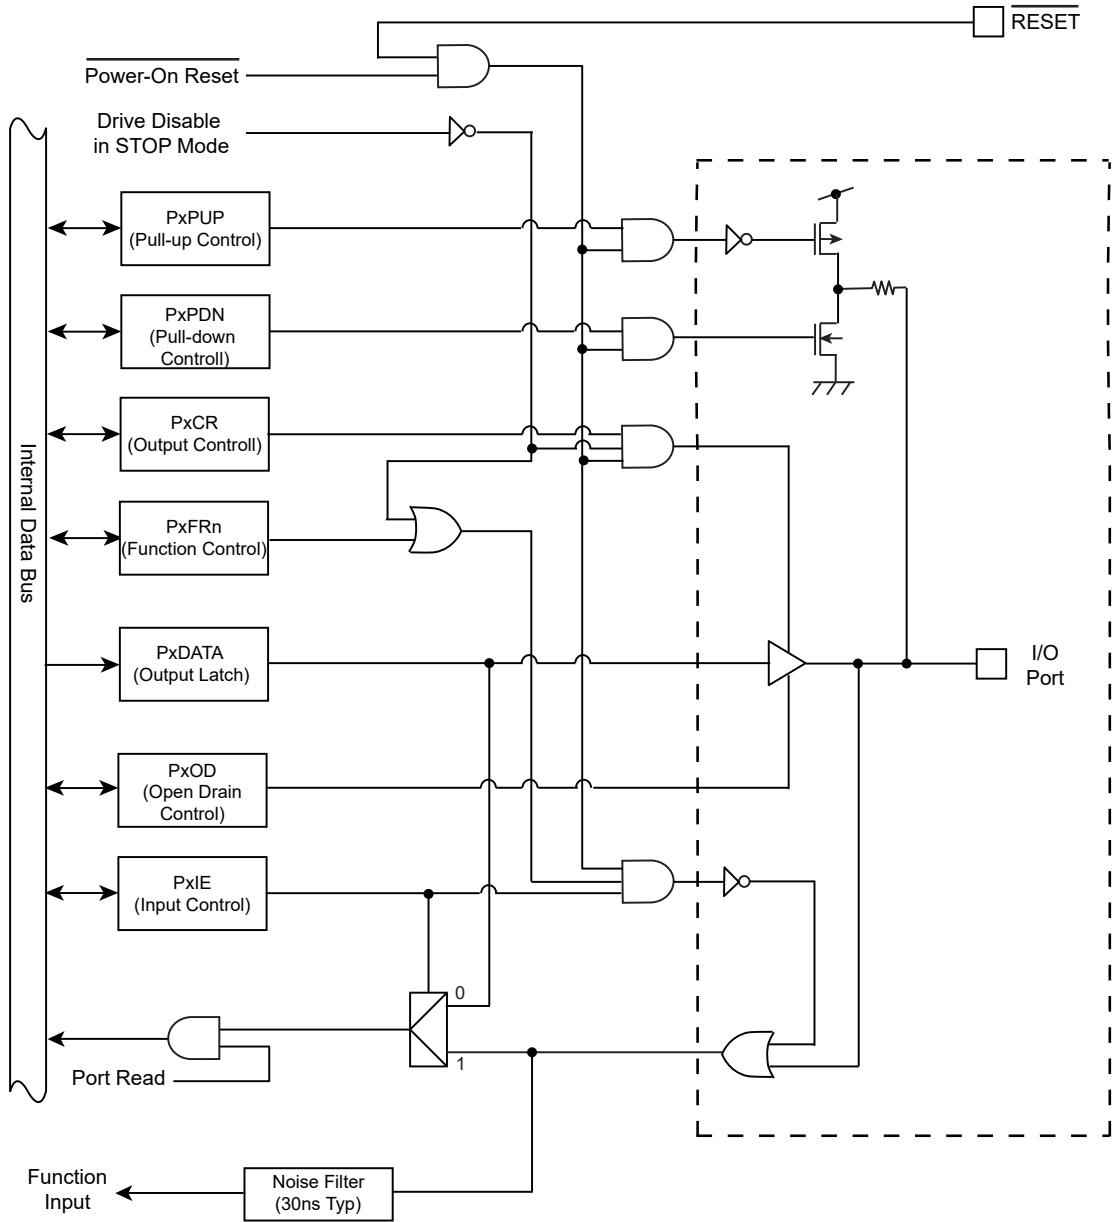 RESET
Power-On Reset
Drive Disable
in STOP Mode
PxPUP
(Pull-up Control)
PxPDN
(Pull-down
Controll)
PxCR
(Output Controll)
Internal Data Bus
PxFRn
(Function Control)
PxDATA
(Output Latch)
I/O
Port
PxOD
(Open Drain
Control)
PxIE
(Input Control)
0
1
Port Read
Function
Input
Noise Filter
(30ns Typ)